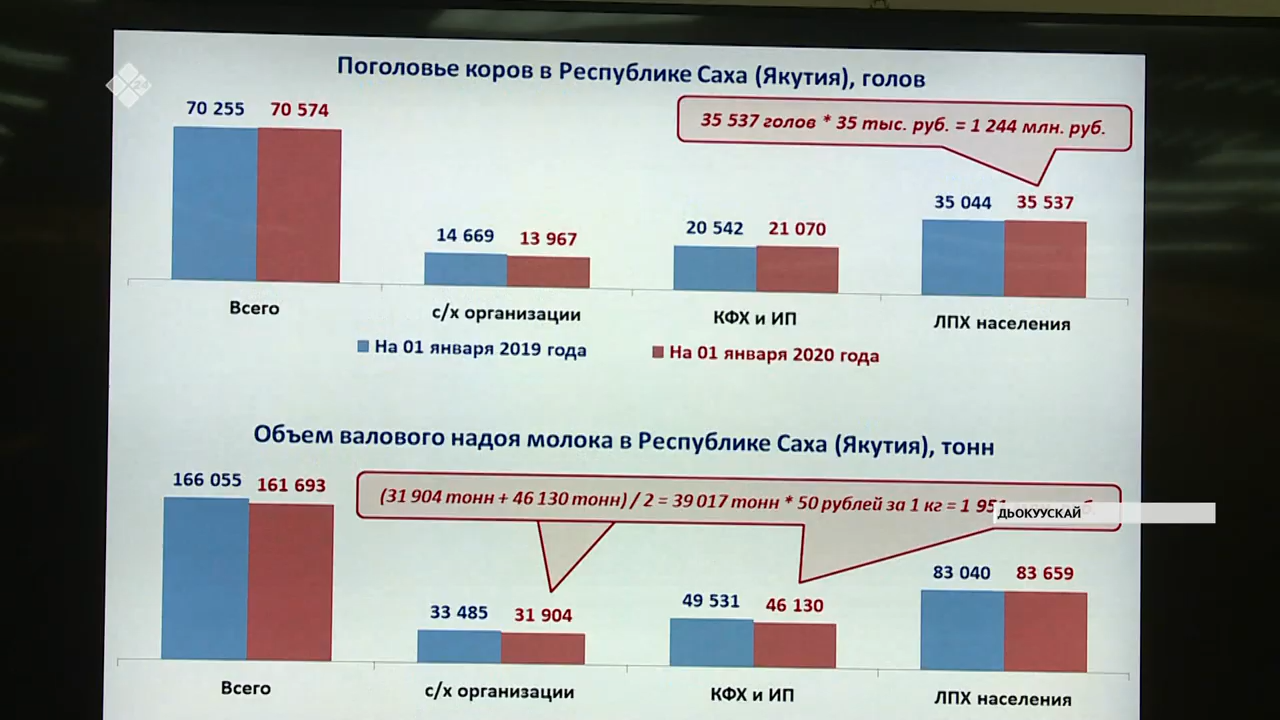 Поголовье коров в Республике Саха (Якутия), голов
24
70 255 70 574
35 537 голов * 35 тыс. руб. = 1 244 млн. руб.
14 669 13 967
20 542 21 070
35 044 35 537
Всего
с/х организации
КФХ и ИП
ЛПХ населения
На 01 января 2019 года
На 01 января 2020 года
Объем валового надоя молока в Республике Саха (Якутия), тонн
166 055 161 693
(31 904 тонн + 46 130 тонн) / 2 = 39 017 тонн * 50 рублей за 1 кг = 1 951
ДЬОКУУСКАЙ
33 485 31 904
49 531 46 130
83 040 83 659
Всего
с/х организации
КФХ и ИП
ЛПХ населения